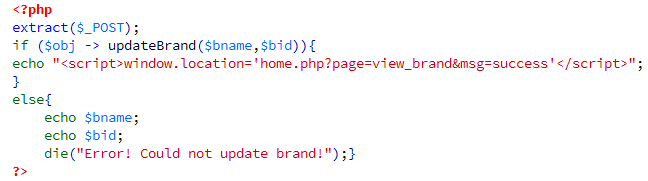 <?php
extract($_POST);
if ($obj -> updateBrand($bname,$bid)){
echo "<script>window.location='home.php?page=view_brand&msg=success'</script>";
}
else{
    echo $bname;
    echo $bid;
    die("Error! Could not update brand!");}
?>